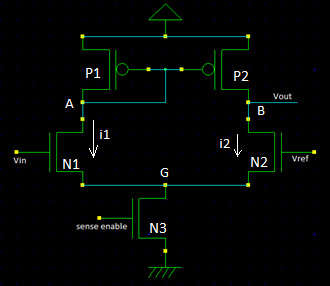 P1
P2
A
Vout
B
i1
i2
Vin
N1
G
N2
Vref
N3
sense enable